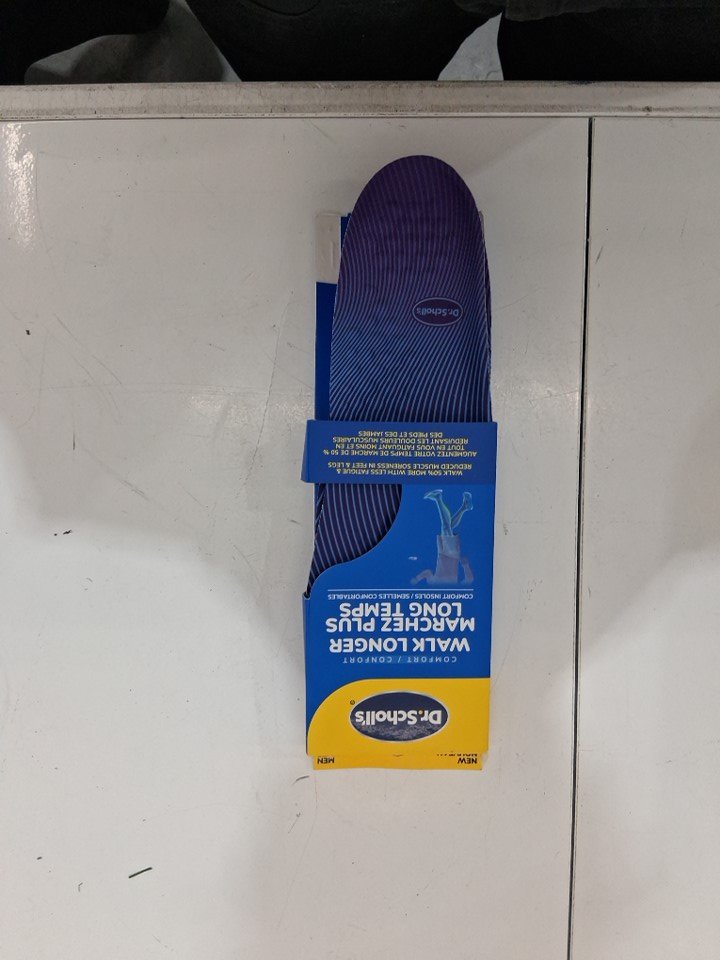 NEW
MEN
Dr.Scholl's®
COMFORT / CONFORT
WALK LONGER
MARCHEZ PLUS
LONG TEMPS
COMFORT INSOLES / SEMELLES CONFORTABLES
WALK 50% MORE WITH LESS FATIGUE &
REDUCED MUSCLE SORENESS IN FEET & LEGS
AUGMENTEZ VOTRE TEMPS DE MARCHE DE 50 %
TOUT EN VOUS FATIGUANT MOINS ET EN
RÉDUISANT LES DOULEURS MUSCULAIRES
DES PIEDS ET DES JAMBES
Dr.Scholl's